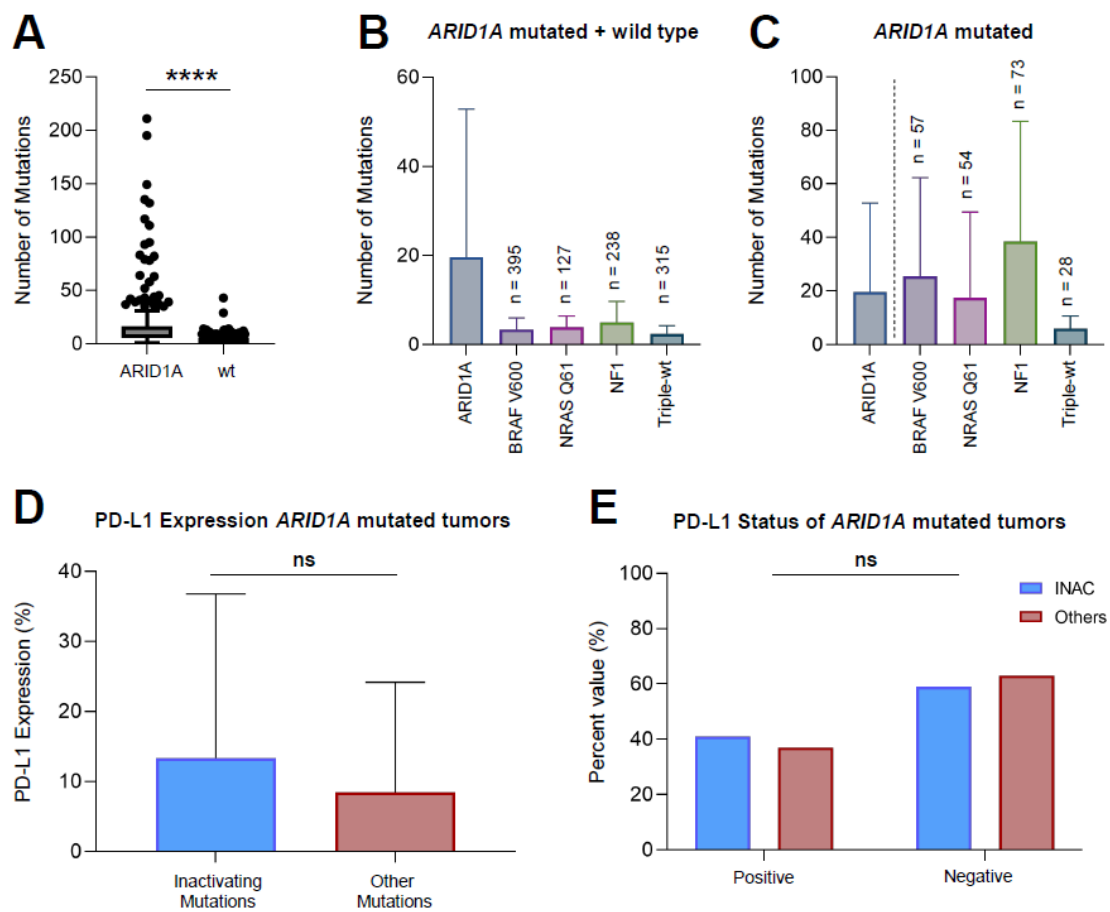 A
****
Number of Mutations
250
200
150
100
50
0
ARID1A
wt
B
ARID1A mutated + wild type
Number of Mutations
60
40
20
0
n = 395
n = 127
n = 238
n = 315
ARID1A
BRAF V600
NRAS Q61
NF1
Triple-wt
C
ARID1A mutated
Number of Mutations
100
80
60
40
20
0
n = 57
n = 54
n = 73
n = 28
ARID1A
BRAF V600
NRAS Q61
NF1
Triple-wt
D
PD-L1 Expression ARID1A mutated tumors
ns
PD-L1 Expression (%)
40
30
20
10
0
Inactivating
Mutations
Other
Mutations
E
PD-L1 Status of ARID1A mutated tumors
ns
Percent value (%)
100
80
60
40
20
0
INAC
Others
Positive
Negative